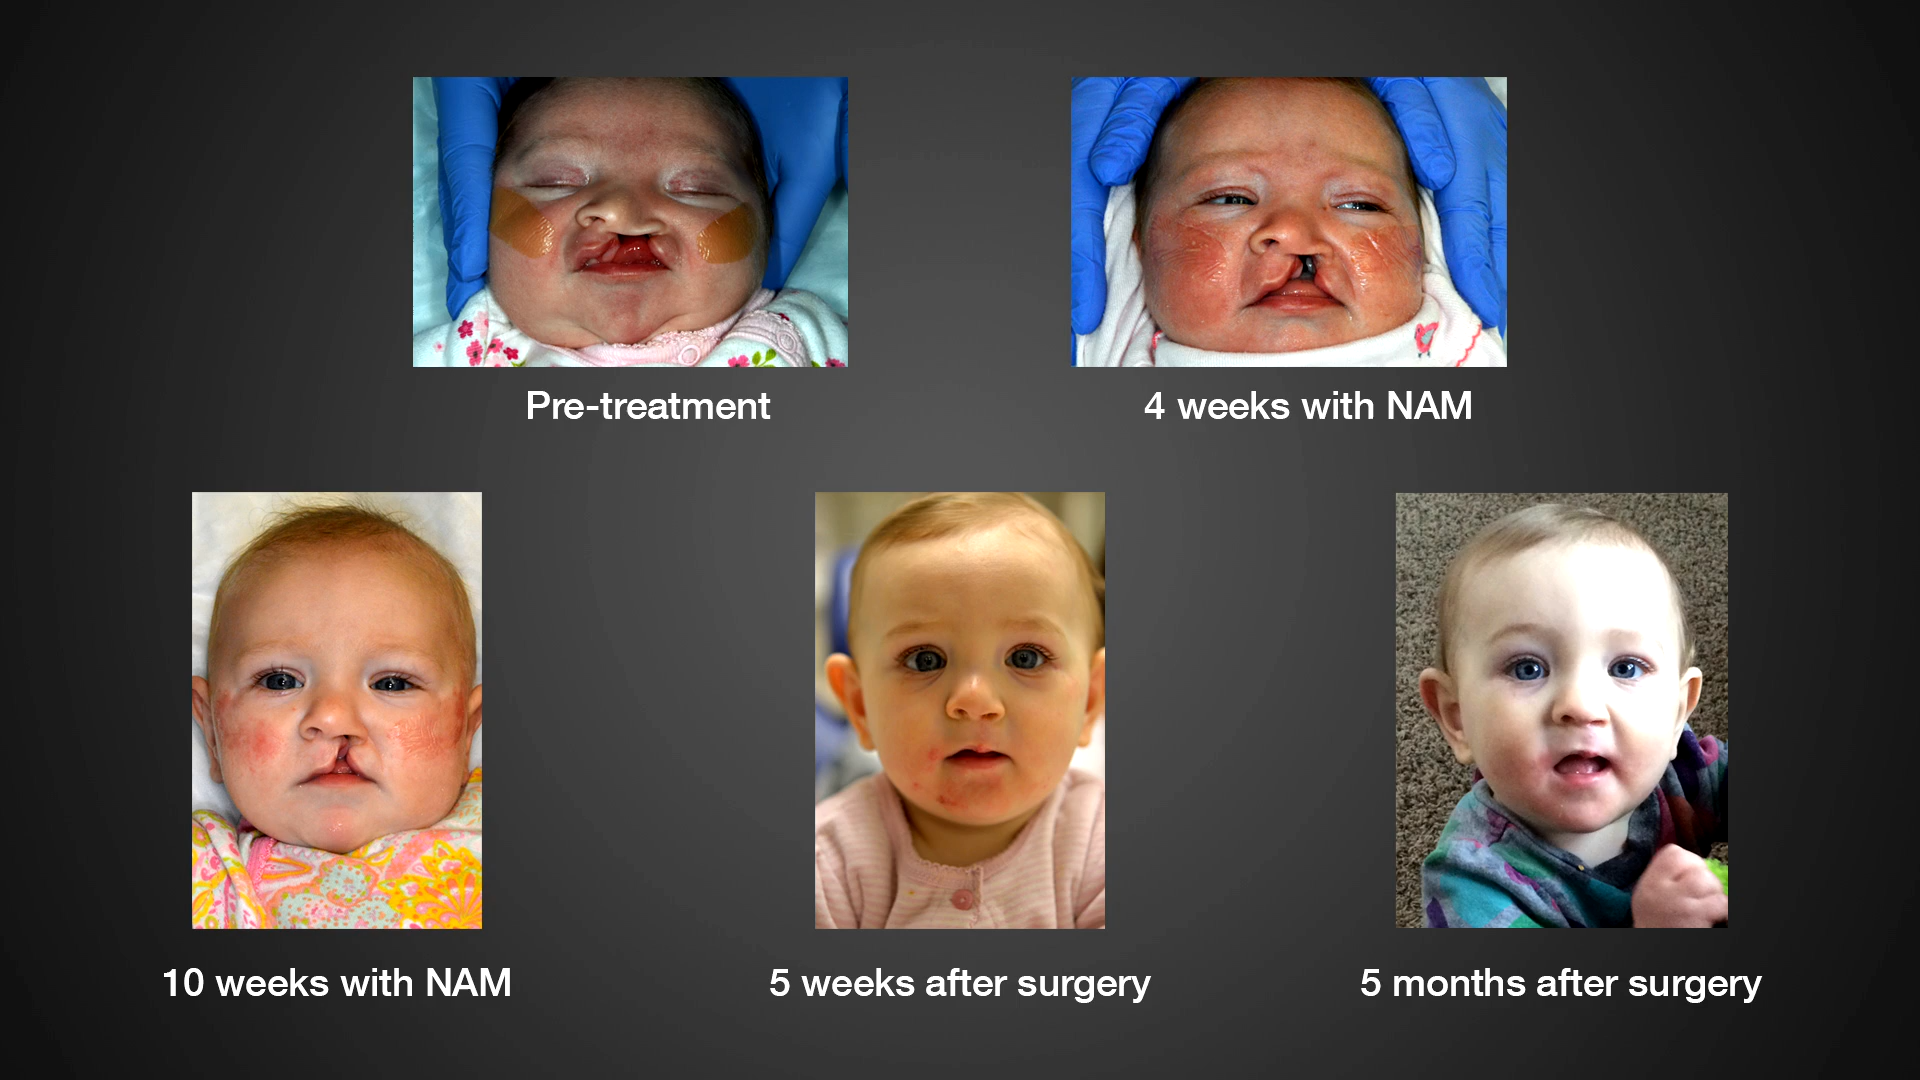 Pre-treatment
4 weeks with NAM
10 weeks with NAM
5 weeks after surgery
5 months after surgery